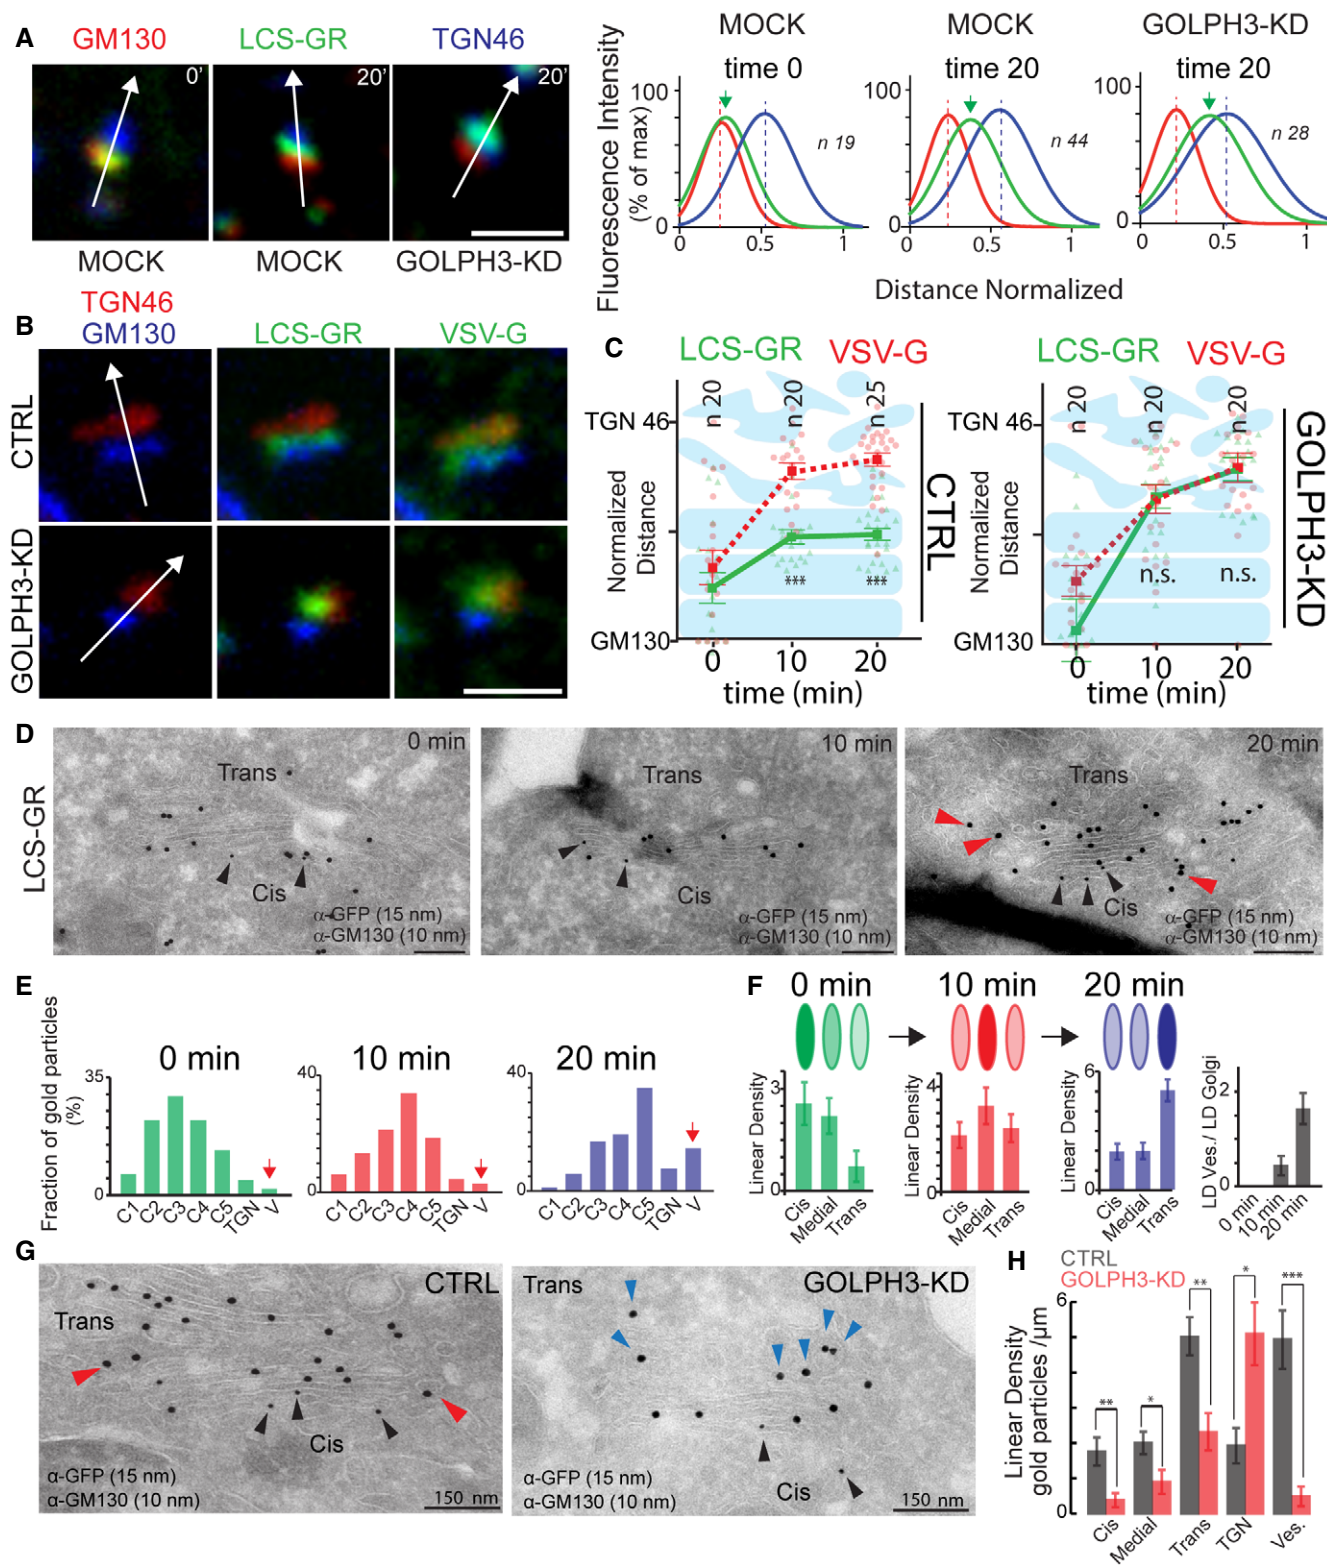 A
GM130
LCS-GR
TGN46
0'
20'
20'
MOCK
MOCK
GOLPH3-KD
Fluorescence Intensity
(% of max)
MOCK
time 0
MOCK
time 20
GOLPH3-KD
time 20
100
0
n 19
0
0.5
1
100
0
n 44
0
0.5
1
100
0
n 28
0
0.5
1
Distance Normalized
B
TGN46
GM130
LCS-GR
VSV-G
CTRL
GOLPH3-KD
C
LCS-GR
VSV-G
n 20
n 20
n 25
TGN 46
Normalized
Distance
GM130
***
***
0
10
20
time (min)
CTRL
LCS-GR
VSV-G
n 20
n 20
n 20
TGN 46
Normalized
Distance
GM130
n.s.
n.s.
0
10
20
time (min)
GOLPH3-KD
D
LCS-GR
0 min
Trans
Cis
α-GFP (15 nm)
α-GM130 (10 nm)
10 min
Trans
Cis
α-GFP (15 nm)
α-GM130 (10 nm)
20 min
Trans
Cis
α-GFP (15 nm)
α-GM130 (10 nm)
E
Fraction of gold particles
(%)
0 min
35
0
C1
C2
C3
C4
C5
TGN
V
10 min
40
0
C1
C2
C3
C4
C5
TGN
V
20 min
40
0
C1
C2
C3
C4
C5
TGN
V
F
0 min
10 min
20 min
Linear Density
3
0
Cis
Medial
Trans
Linear Density
4
0
Cis
Medial
Trans
Linear Density
6
0
Cis
Medial
Trans
LD Ves./ LD Golgi
2
0
0 min
10 min
20 min
G
CTRL
Trans
Cis
α-GFP (15 nm)
α-GM130 (10 nm)
150 nm
Trans
GOLPH3-KD
Cis
α-GFP (15 nm)
α-GM130 (10 nm)
150 nm
H
CTRL
GOLPH3-KD
Linear Density
gold particles /μm
6
0
**
*
**
*
***
Cis
Medial
Trans
TGN
Ves.